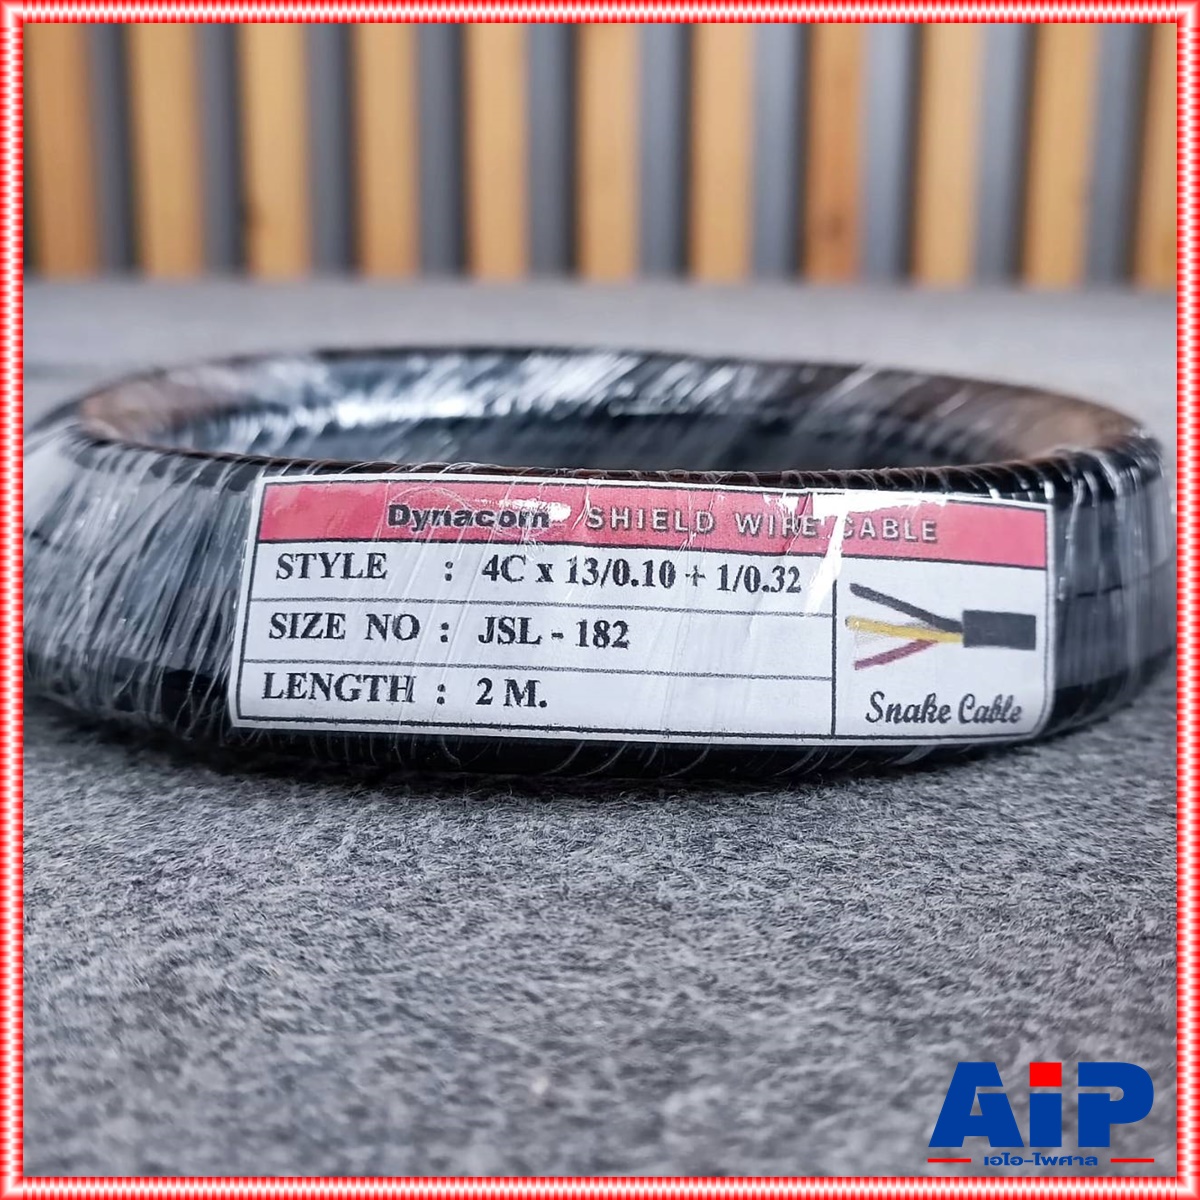 Dynacom SHIELD WIRE CABLE
STYLE : 4C x 13/0.10 + 1/0.32
SIZE NO : JSL - 182
LENGTH : 2 M.
Snake Cable
AiP
เอไอ-ไพศาล